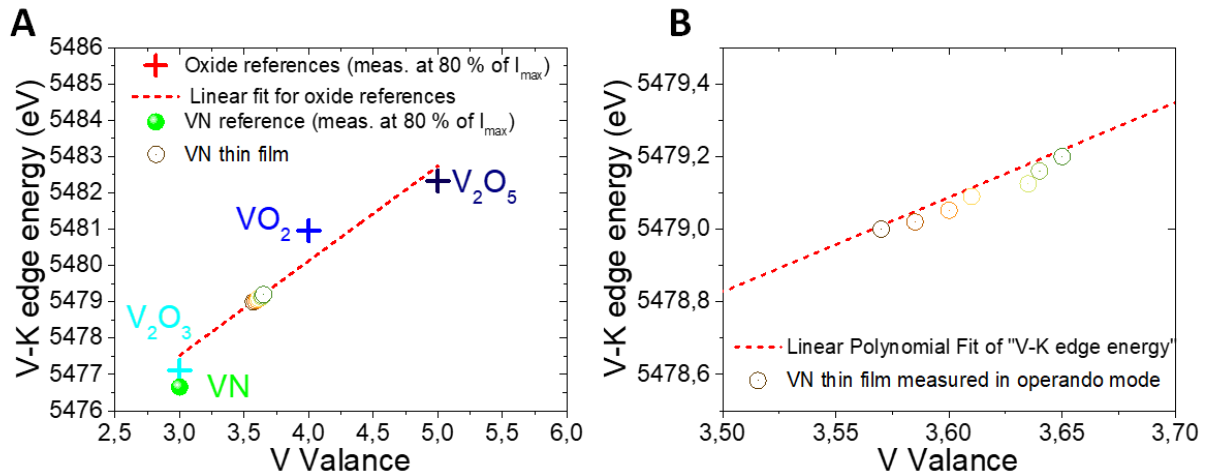 A
V-K edge energy (eV)
5486
5485
5484
5483
5482
5481
5480
5479
5478
5477
5476
Oxide references (meas. at 80 % of I_max)
Linear fit for oxide references
VN reference (meas. at 80 % of I_max)
VN thin film
V₂O₅
VO₂
V₂O₃
VN
2,5 3,0 3,5 4,0 4,5 5,0 5,5 6,0
V Valance
B
V-K edge energy (eV)
5479,4
5479,2
5479,0
5478,8
5478,6
Linear Polynomial Fit of "V-K edge energy"
VN thin film measured in operando mode
3,50 3,55 3,60 3,65 3,70
V Valance